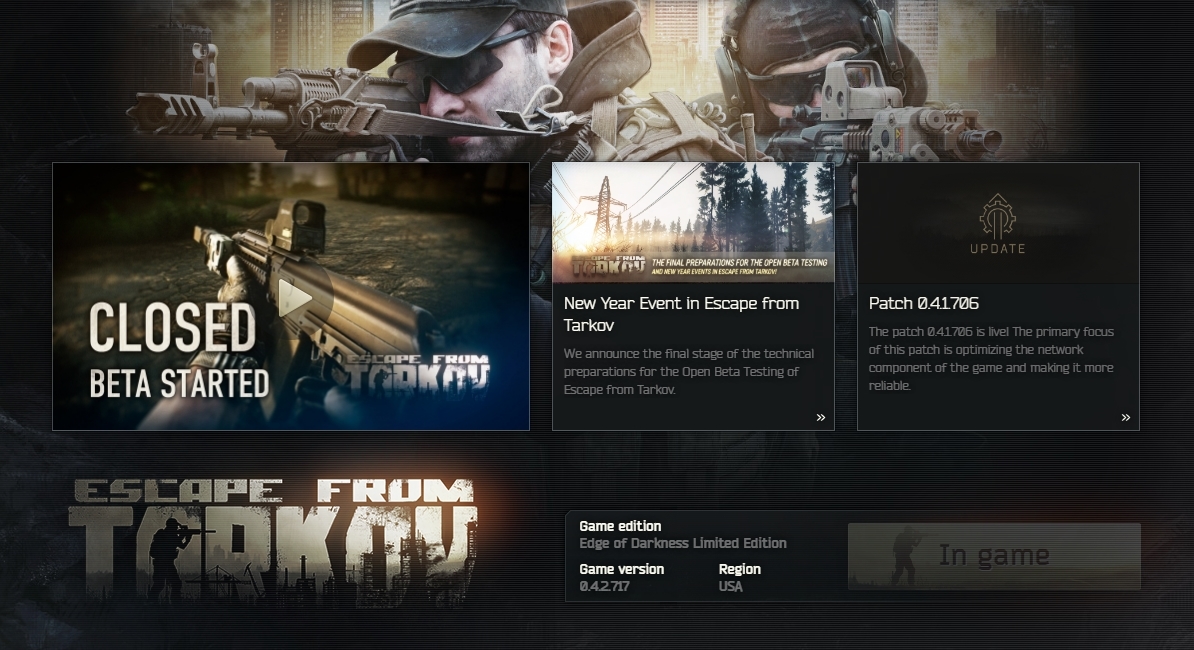 CLOSED
BETA STARTED
ESCAPE FROM
TARKOV
ESCAPE FROM
TARKOV
THE FINAL PREPARATIONS FOR THE OPEN BETA TESTING
AND NEW YEAR EVENTS IN ESCAPE FROM TARKOV!
New Year Event in Escape from
Tarkov
We announce the final stage of the technical
preparations for the Open Beta Testing of
Escape from Tarkov.
»
UPDATE
Patch 0.4.1.706
The patch 0.4.1.706 is live! The primary focus
of this patch is optimizing the network
component of the game and making it more
reliable.
»
ESCAPE FROM
TARKOV
Game edition
Edge of Darkness Limited Edition
Game version
0.4.2.717
Region
USA
In game